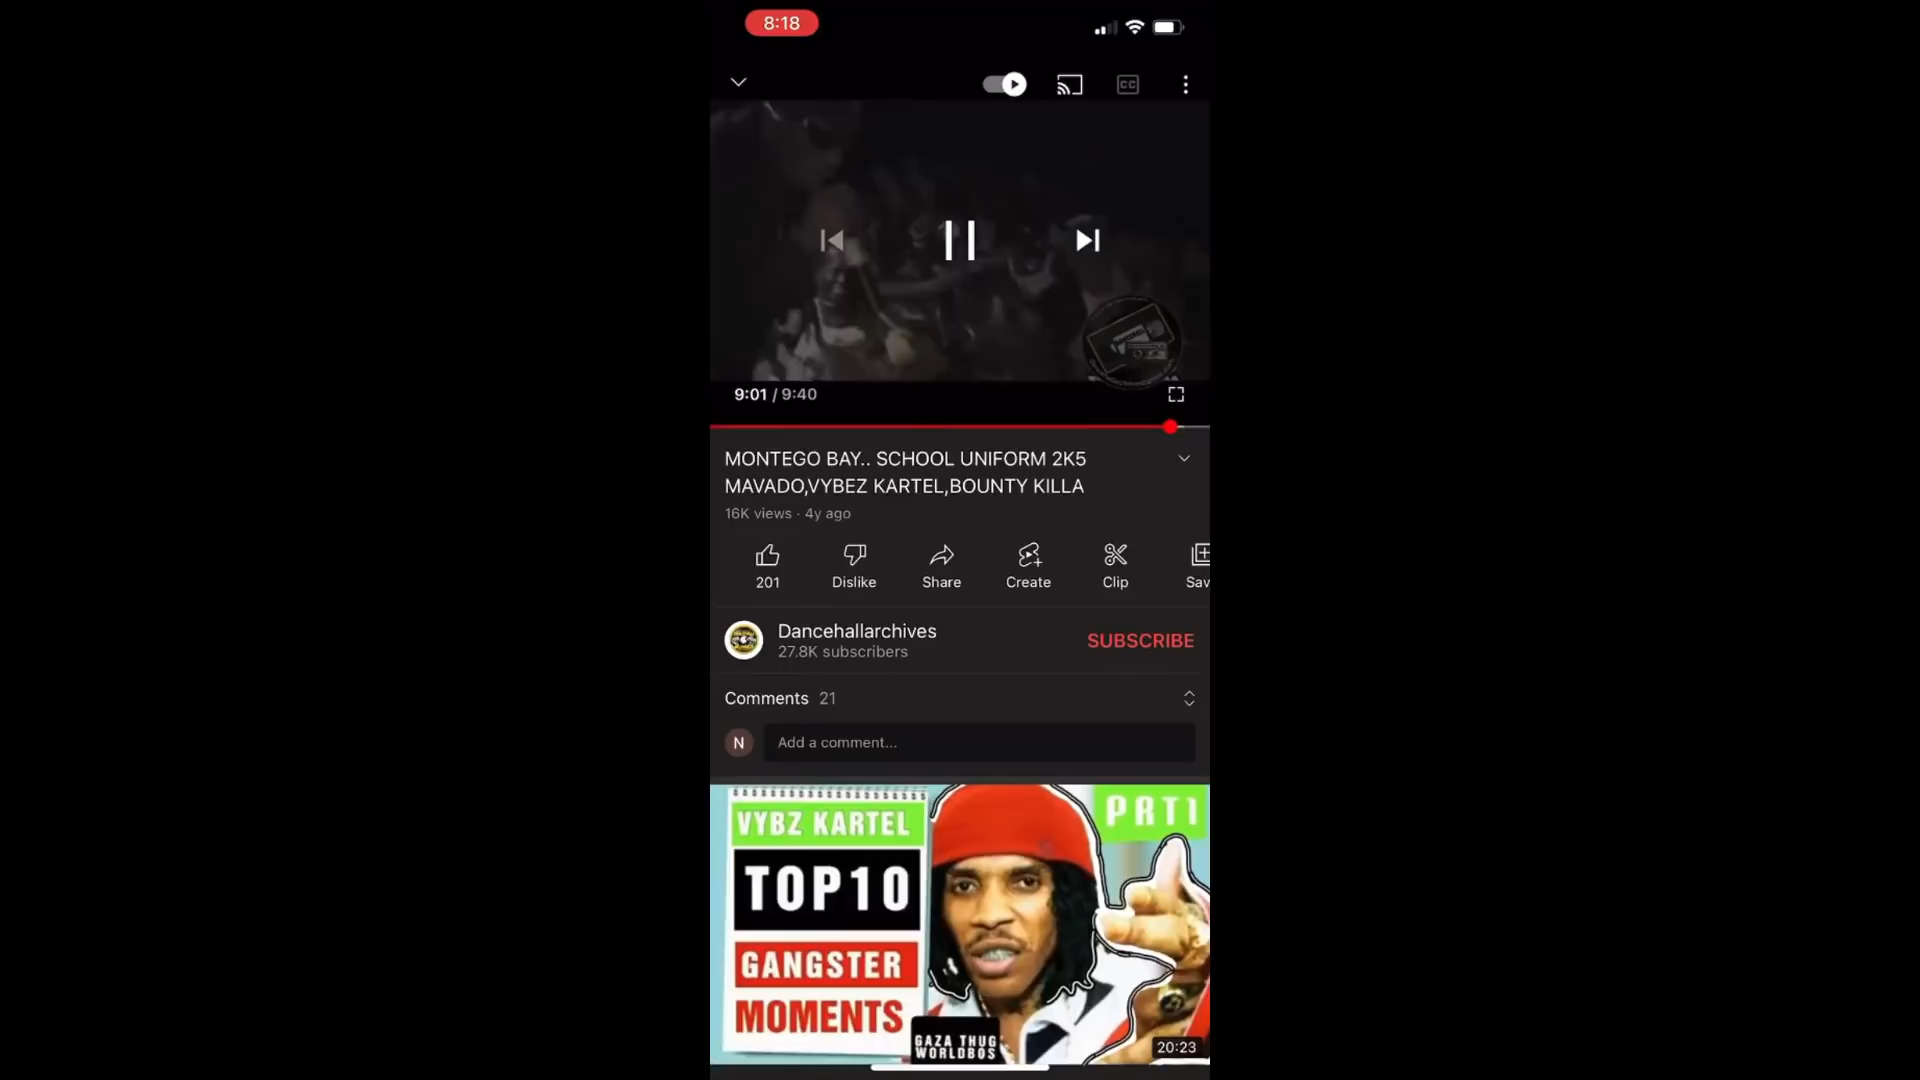 8:18
CC
9:01 / 9:40
MONTEGO BAY.. SCHOOL UNIFORM 2K5
MAVADO,VYBEZ KARTEL,BOUNTY KILLA
16K views · 4y ago
201
Dislike
Share
Create
Clip
Sav
Dancehallarchives
27.8K subscribers
SUBSCRIBE
Comments 21
N
Add a comment...
VYBZ KARTEL
TOP10
GANGSTER
MOMENTS
PRT1
GAZA THUG
WORLDBOS
20:23